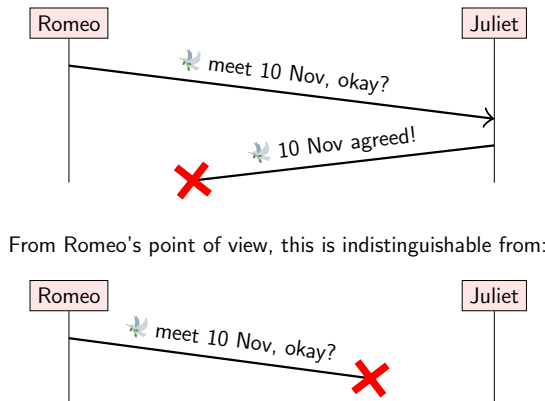 Romeo Juliet
🕊 meet 10 Nov, okay?
🕊 10 Nov agreed!
From Romeo's point of view, this is indistinguishable from:
Romeo Juliet
🕊 meet 10 Nov, okay?